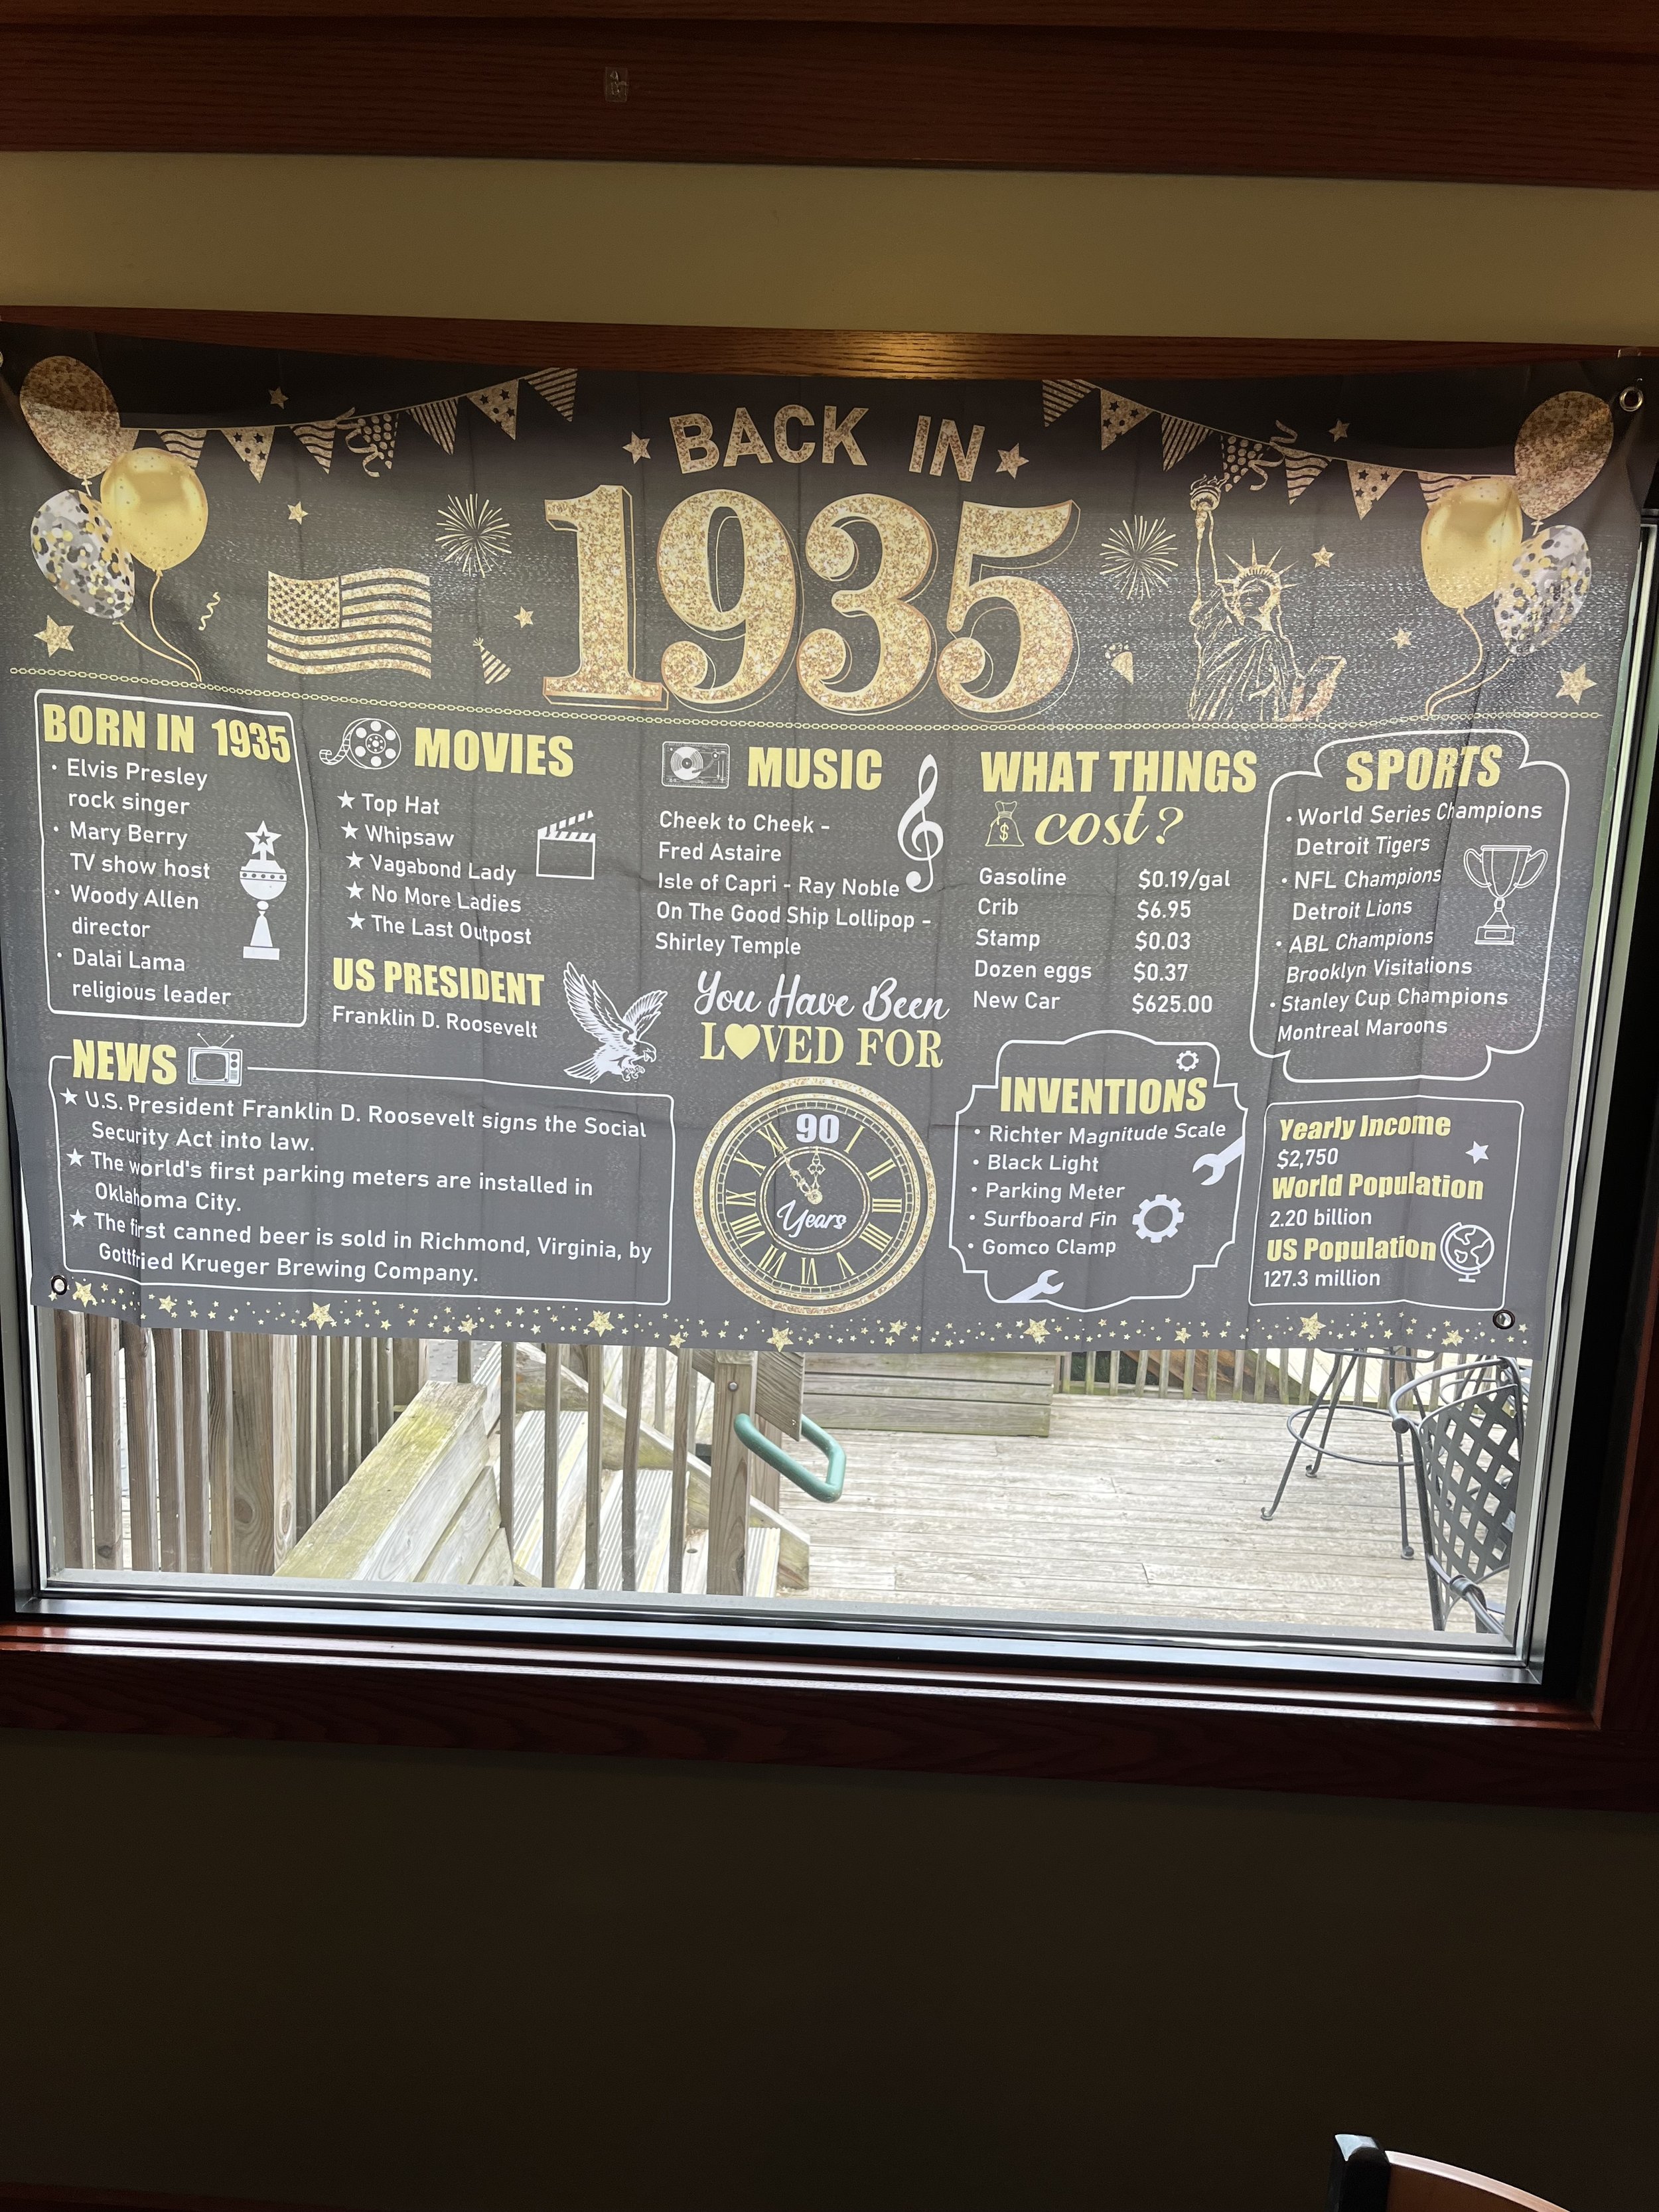 BACK IN
1935
BORN IN 1935
• Elvis Presley
rock singer
• Mary Berry
TV show host
• Woody Allen
director
• Dalai Lama
religious leader
MOVIES
★ Top Hat
★ Whipsaw
★ Vagabond Lady
★ No More Ladies
★ The Last Outpost
US PRESIDENT
Franklin D. Roosevelt
MUSIC
Cheek to Cheek -
Fred Astaire
Isle of Capri - Ray Noble
On The Good Ship Lollipop -
Shirley Temple
WHAT THINGS
$ cost?
Gasoline $0.19/gal
Crib $6.95
Stamp $0.03
Dozen eggs $0.37
New Car $625.00
SPORTS
• World Series Champions
Detroit Tigers
• NFL Champions
Detroit Lions
• ABL Champions
Brooklyn Visitations
• Stanley Cup Champions
Montreal Maroons
NEWS
★ U.S. President Franklin D. Roosevelt signs the Social
Security Act into law.
★ The world's first parking meters are installed in
Oklahoma City.
★ The first canned beer is sold in Richmond, Virginia, by
Gottfried Krueger Brewing Company.
You Have Been
LOVED FOR
90
Years
I
II
III
IIII
V
VI
VII
VIII
IX
X
XI
INVENTIONS
• Richter Magnitude Scale
• Black Light
• Parking Meter
• Surfboard Fin
• Gomco Clamp
Yearly Income
$2,750
World Population
2.20 billion
US Population
127.3 million